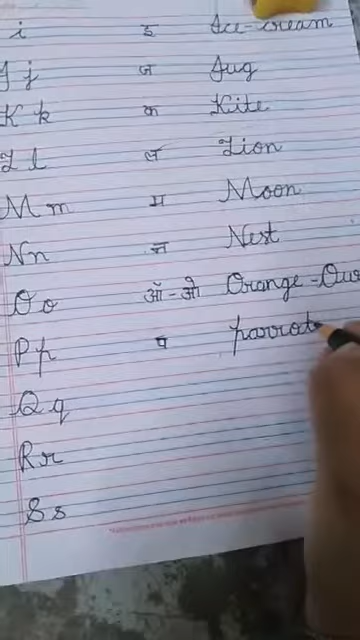 i इ Ice-cream
J j ज Jug
K k क Kite
L l ल Lion
M m म Moon
N n न Nest
O o ऑ-ओ Orange-
P p प parrot
Q q
R r
S s